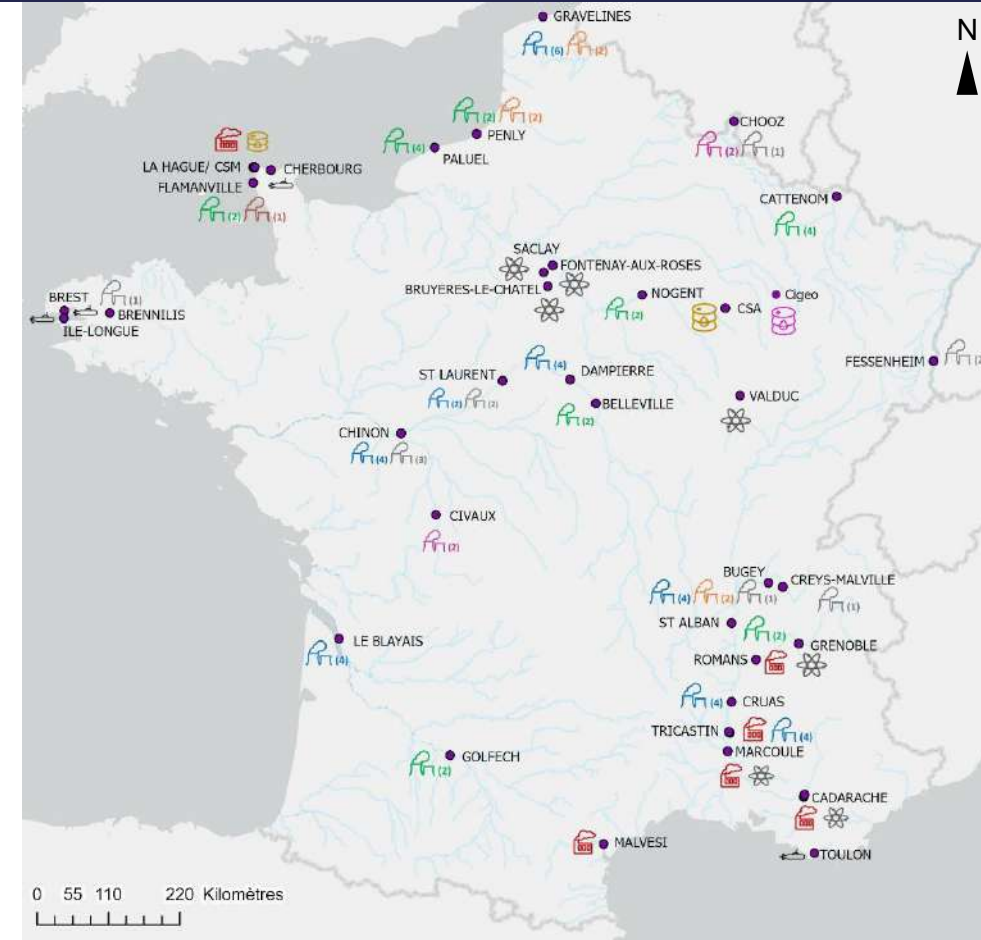 GRAVELINES
N
(6) (2)
(2) (2)
PENLY
(4)
PALUEL
CHOOZ
(2) (1)
LA HAGUE/ CSM
CHERBOURG
FLAMANVILLE
(2) (1)
CATTENOM
(4)
SACLAY
FONTENAY-AUX-ROSES
BRUYERES-LE-CHATEL
NOGENT
(2)
CSA
Cigeo
BREST
(1)
BRENNILIS
ILE-LONGUE
FESSENHEIM
(4)
DAMPIERRE
ST LAURENT
(2) (2)
BELLEVILLE
(2)
VALDUC
CHINON
(4) (3)
CIVAUX
(2)
BUGEY
CREYS-MALVILLE
(4) (2) (1)
(1)
ST ALBAN
(2)
GRENOBLE
ROMANS
LE BLAYAIS
(4)
(4)
CRUAS
TRICASTIN
(4)
MARCOULE
GOLFECH
(2)
CADARACHE
MALVESI
TOULON
0 55 110 220 Kilomètres